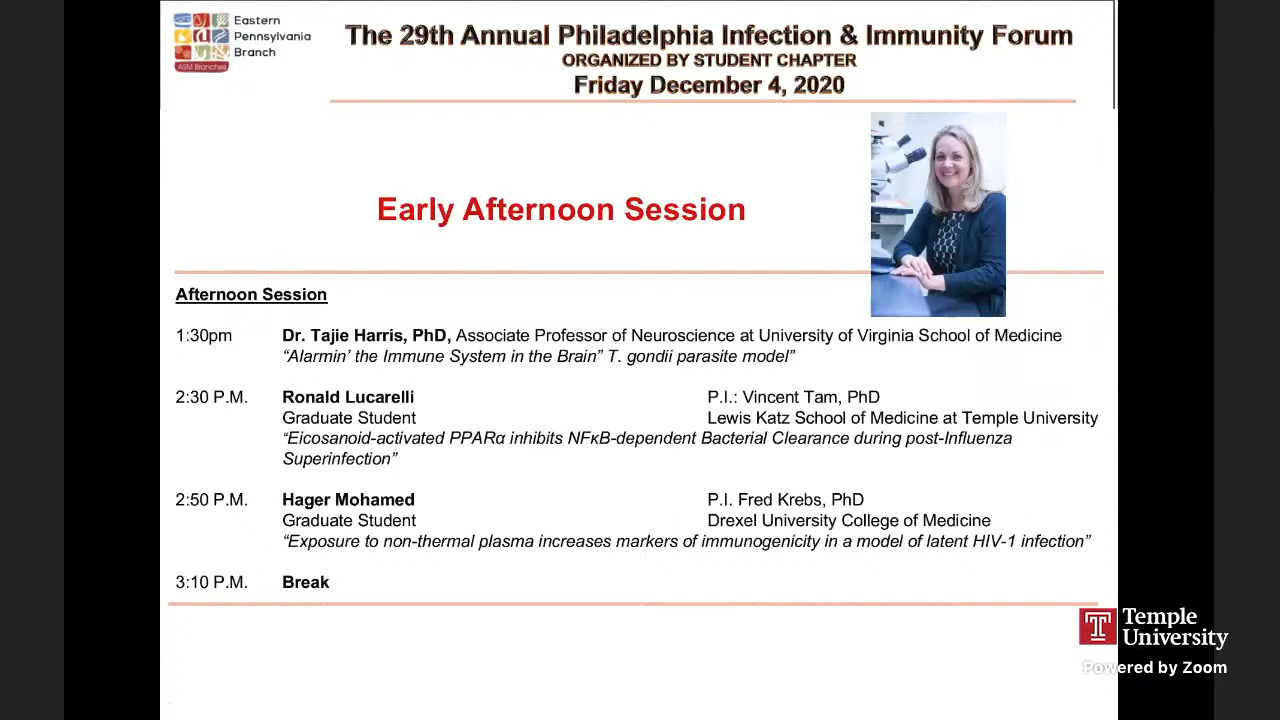 Eastern
Pennsylvania
Branch
ASM Branches
The 29th Annual Philadelphia Infection & Immunity Forum
ORGANIZED BY STUDENT CHAPTER
Friday December 4, 2020
Early Afternoon Session
Afternoon Session
1:30pm Dr. Tajie Harris, PhD, Associate Professor of Neuroscience at University of Virginia School of Medicine
“Alarmin’ the Immune System in the Brain” T. gondii parasite model”
2:30 P.M. Ronald Lucarelli P.I.: Vincent Tam, PhD
Graduate Student Lewis Katz School of Medicine at Temple University
“Eicosanoid-activated PPARα inhibits NFκB-dependent Bacterial Clearance during post-Influenza
Superinfection”
2:50 P.M. Hager Mohamed P.I. Fred Krebs, PhD
Graduate Student Drexel University College of Medicine
“Exposure to non-thermal plasma increases markers of immunogenicity in a model of latent HIV-1 infection”
3:10 P.M. Break
T Temple
University
Powered by Zoom